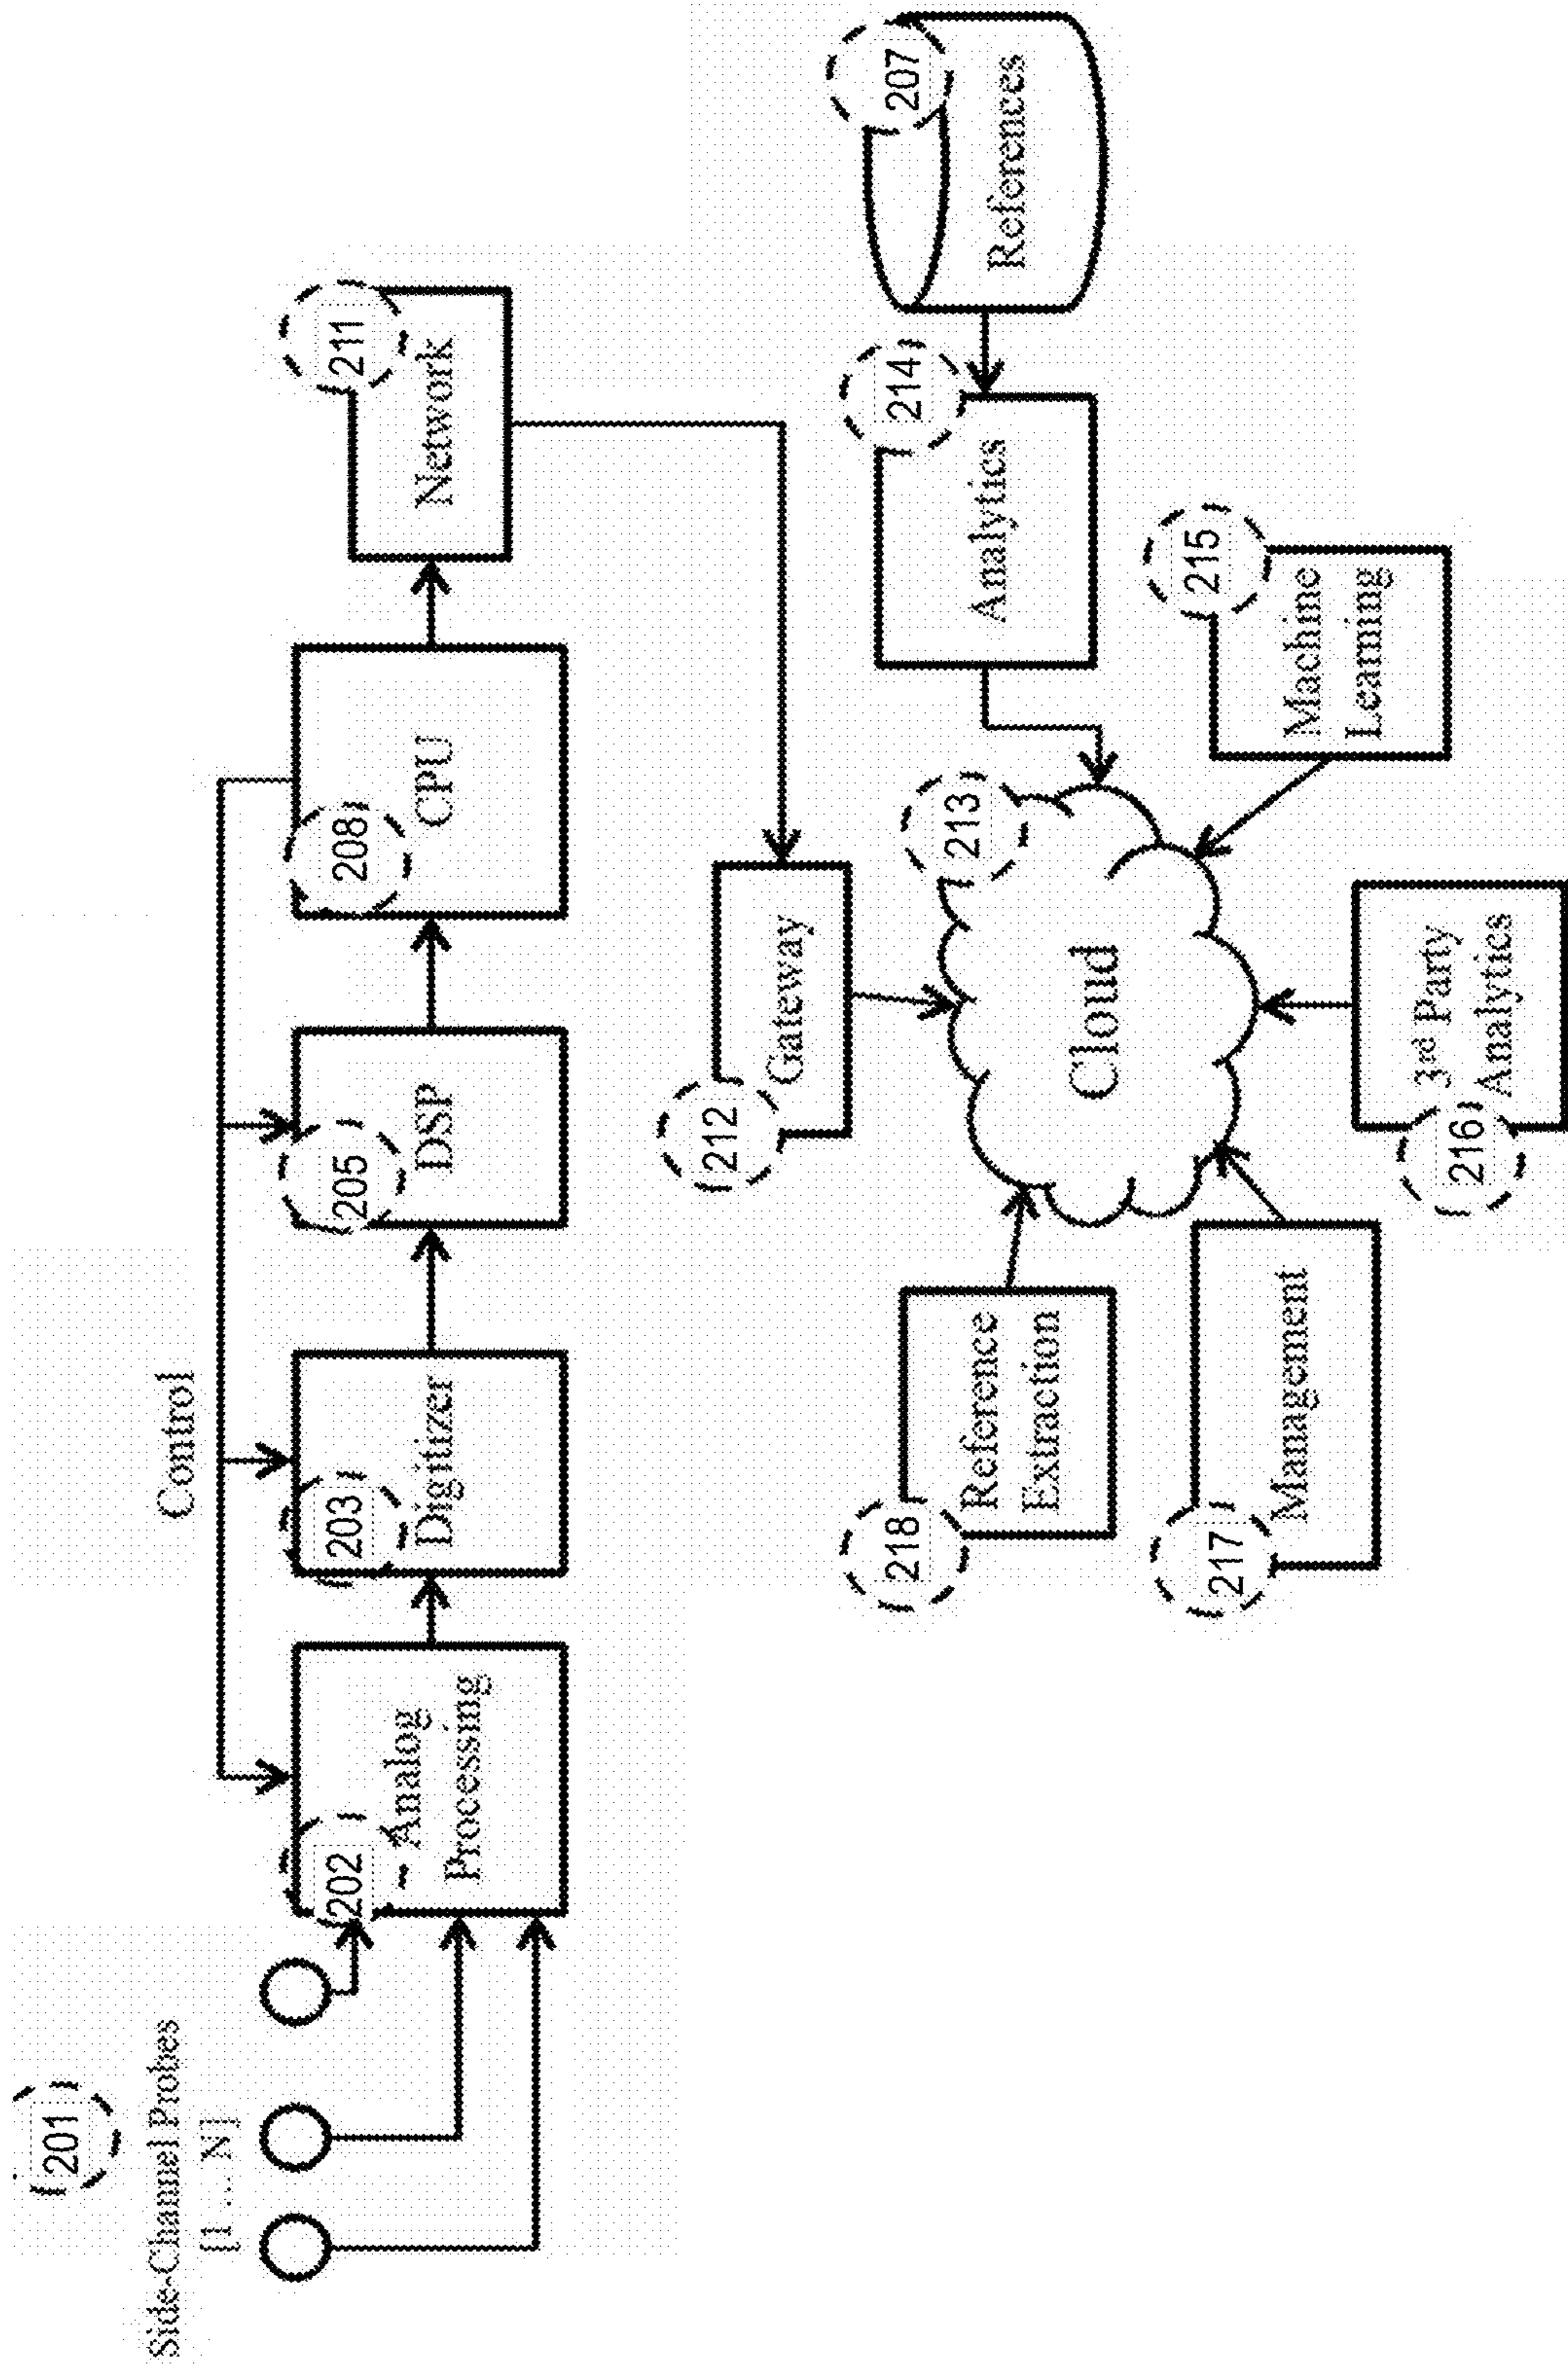 201
Side-Channel Probes
[1 ... N]
Control
202
Analog
Processing
203
Digitizer
205
DSP
208
CPU
211
Network
212
Gateway
213
Cloud
214
Analytics
207
References
215
Machine
Learning
216
3rd Party
Analytics
217
Management
218
Reference
Extraction